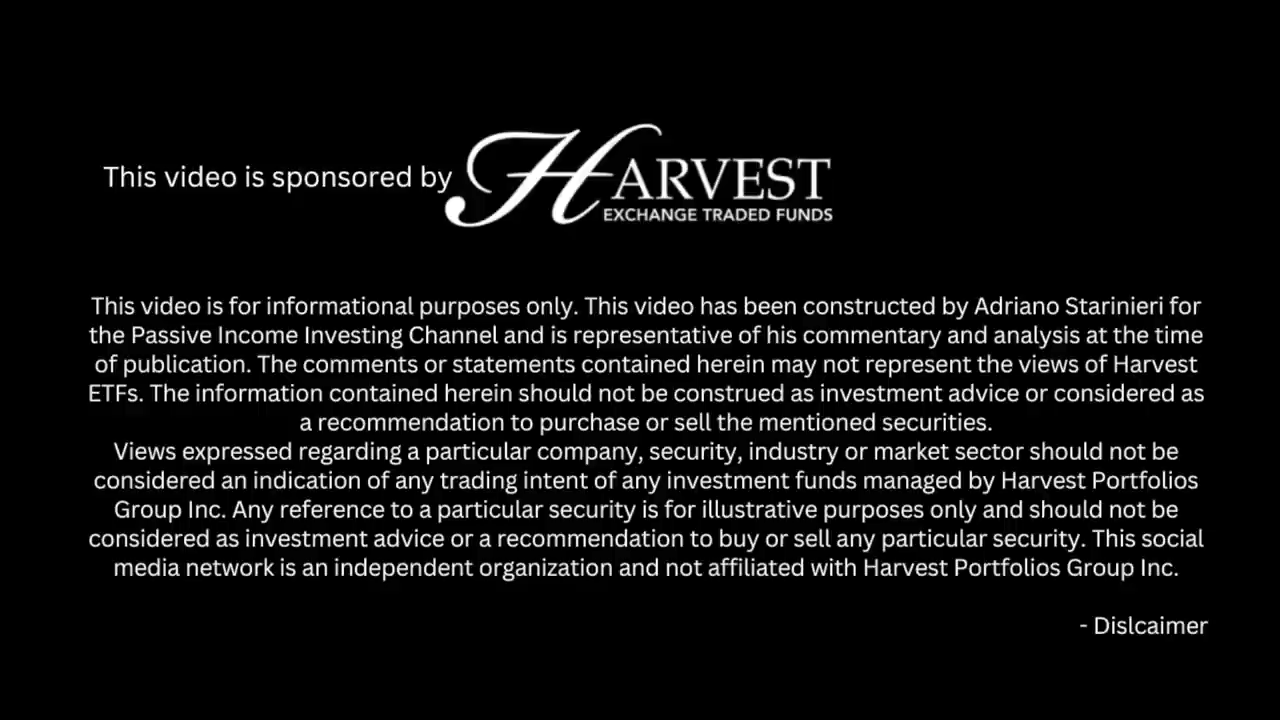 This video is sponsored by
HARVEST
EXCHANGE TRADED FUNDS
This video is for informational purposes only. This video has been constructed by Adriano Starinieri for
the Passive Income Investing Channel and is representative of his commentary and analysis at the time
of publication. The comments or statements contained herein may not represent the views of Harvest
ETFs. The information contained herein should not be construed as investment advice or considered as
a recommendation to purchase or sell the mentioned securities.
Views expressed regarding a particular company, security, industry or market sector should not be
considered an indication of any trading intent of any investment funds managed by Harvest Portfolios
Group Inc. Any reference to a particular security is for illustrative purposes only and should not be
considered as investment advice or a recommendation to buy or sell any particular security. This social
media network is an independent organization and not affiliated with Harvest Portfolios Group Inc.
- Dislcaimer